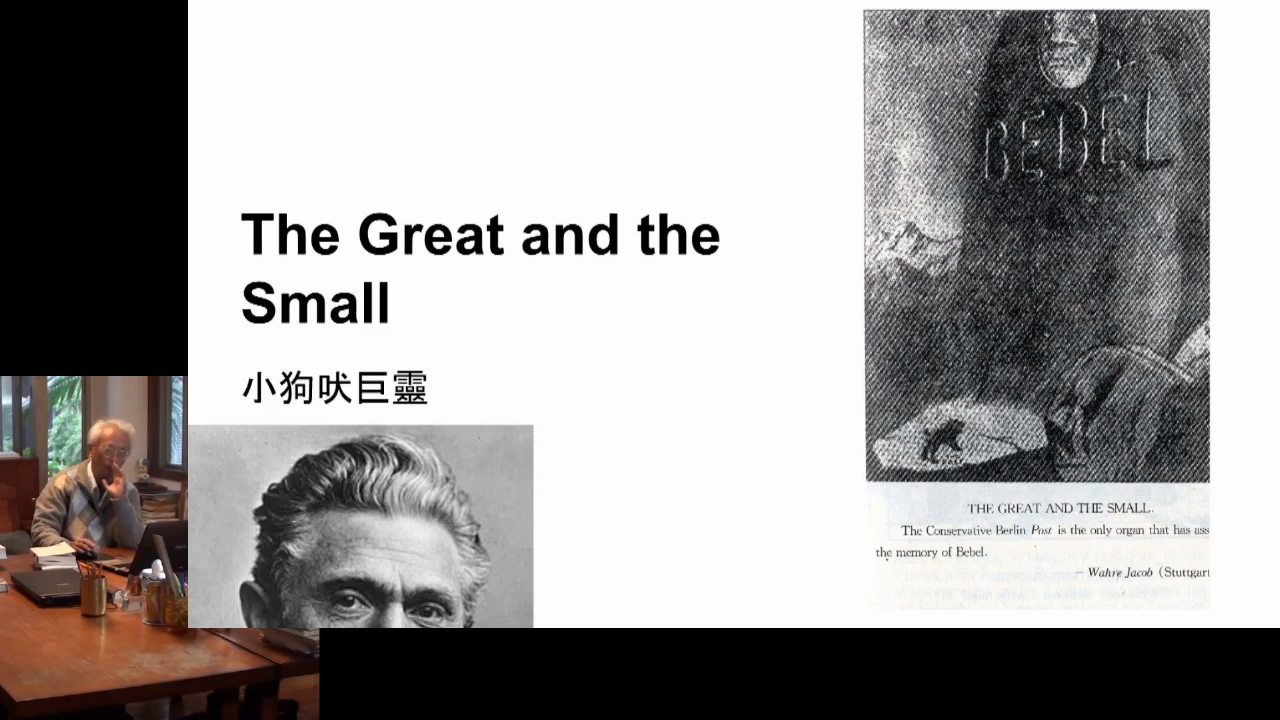 The Great and the
Small
小狗吠巨靈
BEBEL
THE GREAT AND THE SMALL.
The Conservative Berlin Post is the only organ that has ass
the memory of Bebel.
— Wahre Jacob (Stuttgart